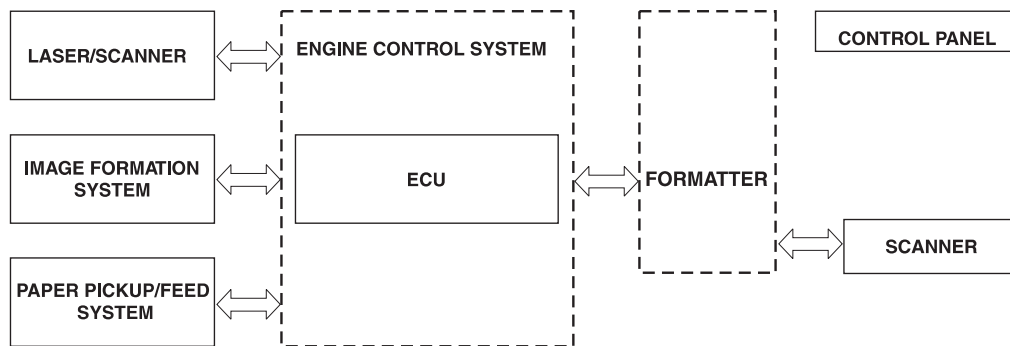 LASER/SCANNER
ENGINE CONTROL SYSTEM
CONTROL PANEL
IMAGE FORMATION
SYSTEM
ECU
FORMATTER
SCANNER
PAPER PICKUP/FEED
SYSTEM